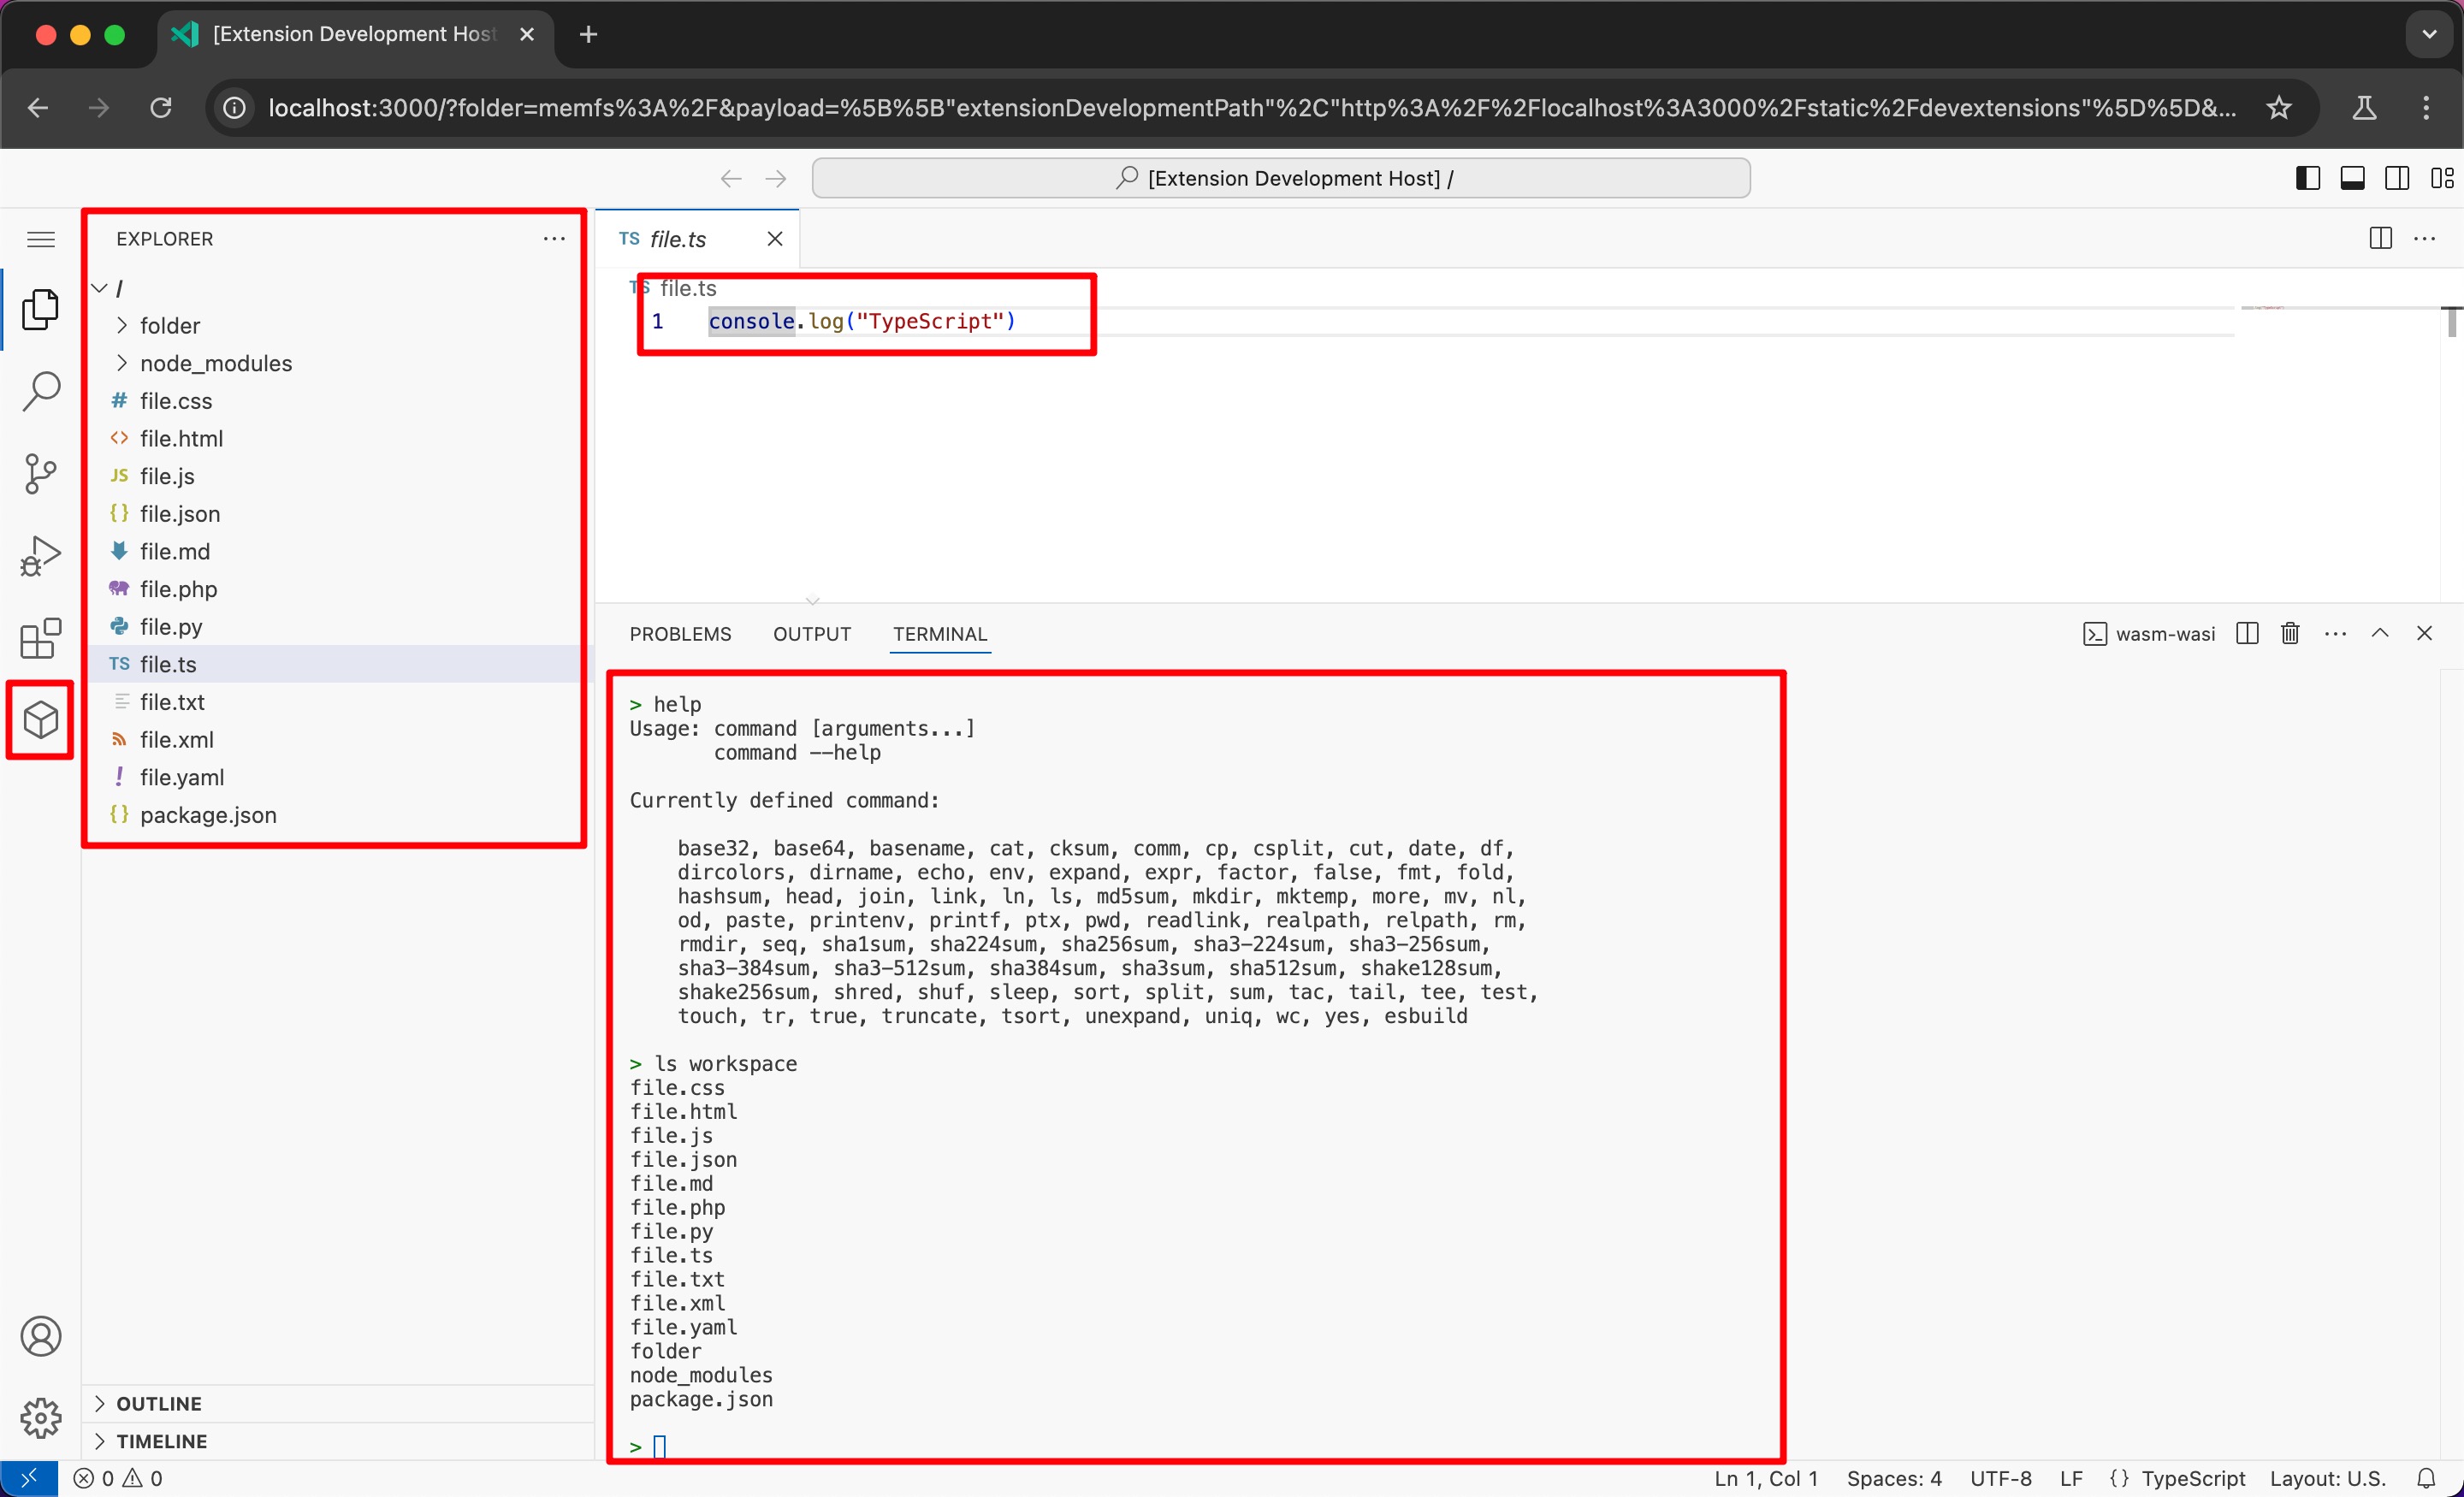 [Extension Development Host
localhost:3000/?folder=memfs%3A%2F&payload=%5B%5B"extensionDevelopmentPath"%2C"http%3A%2F%2Flocalhost%3A3000%2Fstatic%2Fdevextensions"%5D%5D&...
[Extension Development Host] /
EXPLORER
/
folder
node_modules
# file.css
<> file.html
JS file.js
{} file.json
file.md
file.php
file.py
TS file.ts
file.txt
file.xml
! file.yaml
{} package.json
OUTLINE
TIMELINE
TS file.ts
TS file.ts
1 console.log("TypeScript")
PROBLEMS OUTPUT TERMINAL
wasm-wasi
> help
Usage: command [arguments...]
command --help
Currently defined command:
base32, base64, basename, cat, cksum, comm, cp, csplit, cut, date, df,
dircolors, dirname, echo, env, expand, expr, factor, false, fmt, fold,
hashsum, head, join, link, ln, ls, md5sum, mkdir, mktemp, more, mv, nl,
od, paste, printenv, printf, ptx, pwd, readlink, realpath, relpath, rm,
rmdir, seq, sha1sum, sha224sum, sha256sum, sha3-224sum, sha3-256sum,
sha3-384sum, sha3-512sum, sha384sum, sha3sum, sha512sum, shake128sum,
shake256sum, shred, shuf, sleep, sort, split, sum, tac, tail, tee, test,
touch, tr, true, truncate, tsort, unexpand, uniq, wc, yes, esbuild
> ls workspace
file.css
file.html
file.js
file.json
file.md
file.php
file.py
file.ts
file.txt
file.xml
file.yaml
folder
node_modules
package.json
>
0 0
Ln 1, Col 1 Spaces: 4 UTF-8 LF {} TypeScript Layout: U.S.